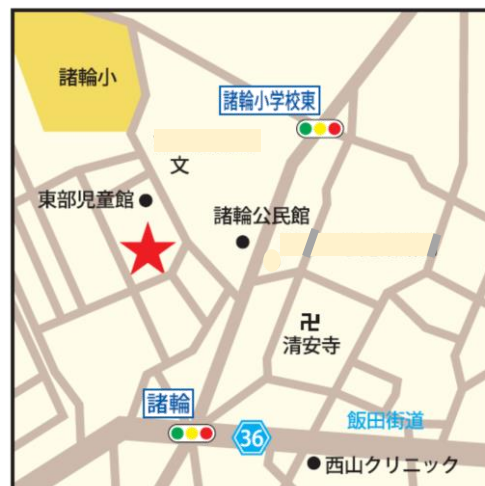 諸輪小
諸輪小学校東
文
東部児童館
諸輪公民館
卍
清安寺
諸輪
36
飯田街道
西山クリニック